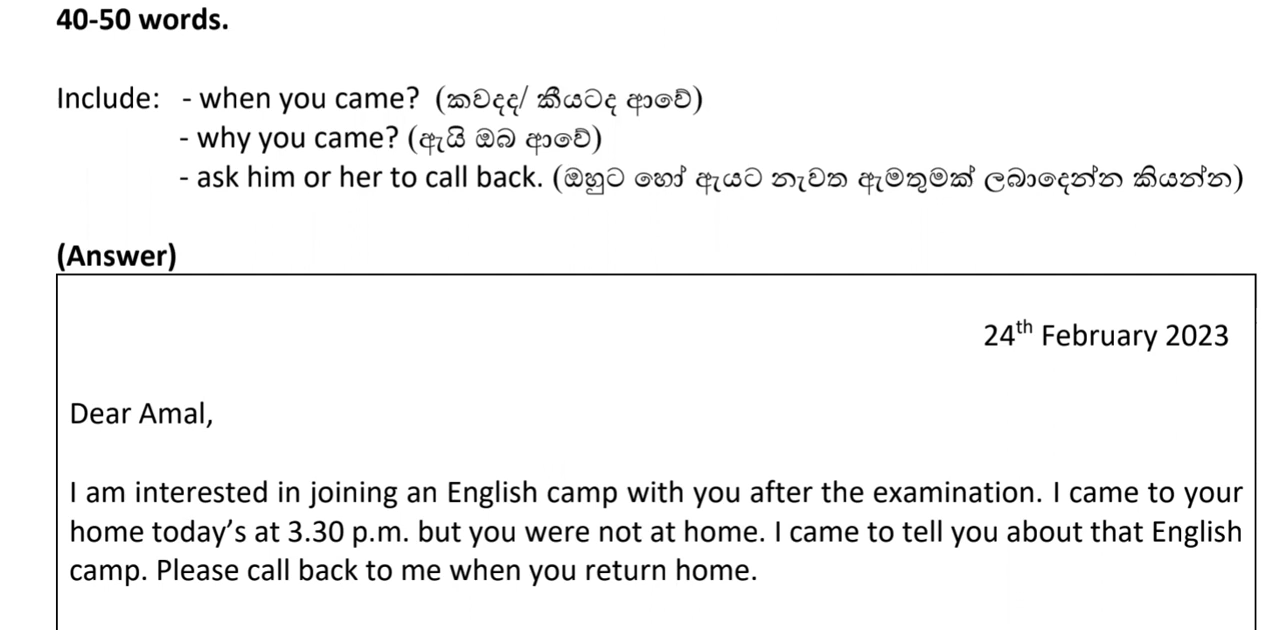 40-50 words.
Include: - when you came? (කවදද/ කීයටද ආවේ)
- why you came? (ඇයි ඔබ ආවේ)
- ask him or her to call back. (ඔහුට හෝ ඇයට නැවත ඇමතුමක් ලබාදෙන්න කියන්න)
(Answer)
24th February 2023
Dear Amal,
I am interested in joining an English camp with you after the examination. I came to your
home today’s at 3.30 p.m. but you were not at home. I came to tell you about that English
camp. Please call back to me when you return home.